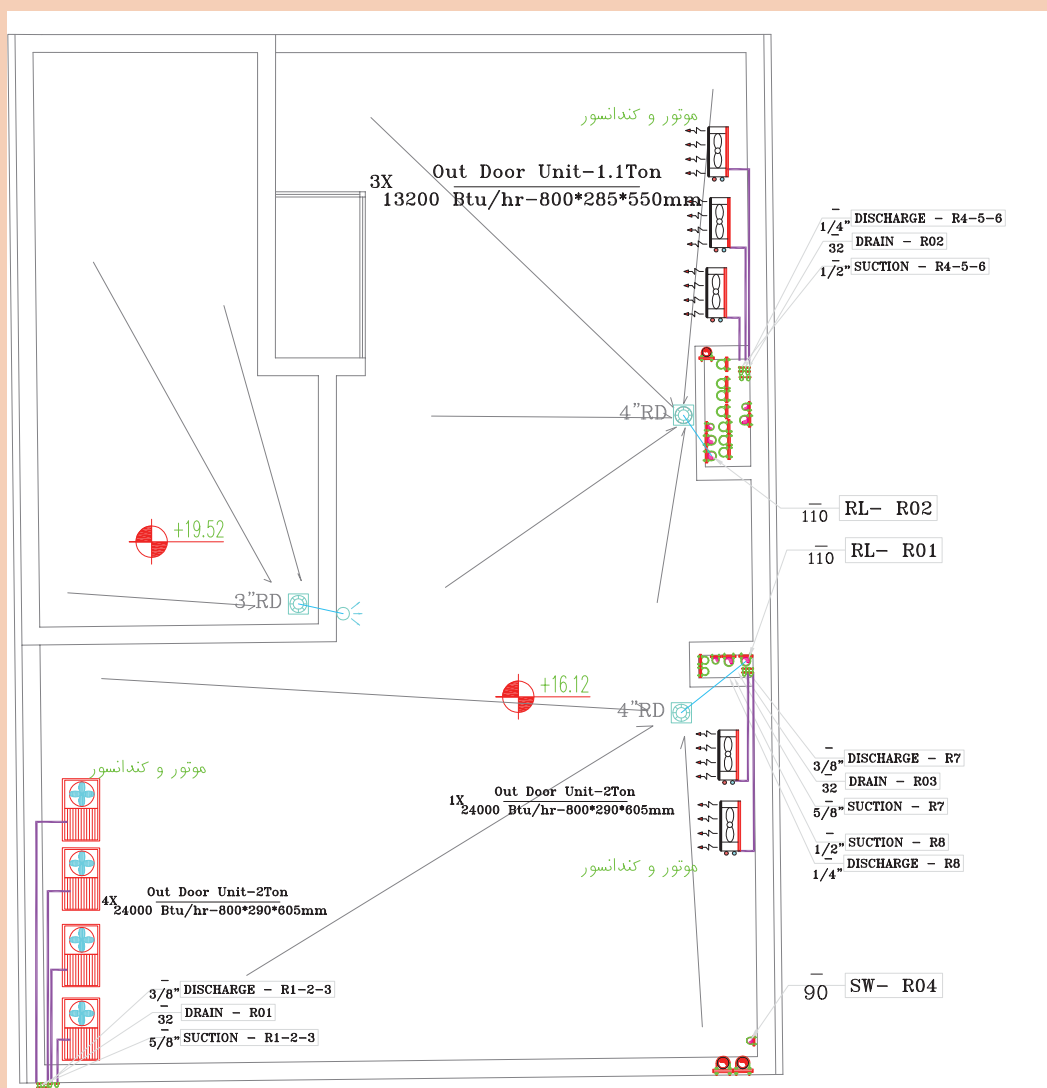 موتور و کندانسور
3X
Out Door Unit-1.1Ton
13200 Btu/hr-800*285*550mm
1/4" DISCHARGE - R4-5-6
32 DRAIN - R02
1/2" SUCTION - R4-5-6
4"RD
110 RL- R02
+19.52
110 RL- R01
3"RD
+16.12
4"RD
موتور و کندانسور
3/8" DISCHARGE - R7
32 DRAIN - R03
1X
Out Door Unit-2Ton
24000 Btu/hr-800*290*605mm
5/8" SUCTION - R7
1/2" SUCTION - R8
1/4" DISCHARGE - R8
موتور و کندانسور
4X
Out Door Unit-2Ton
24000 Btu/hr-800*290*605mm
3/8" DISCHARGE - R1-2-3
32 DRAIN - R01
5/8" SUCTION - R1-2-3
90 SW- R04